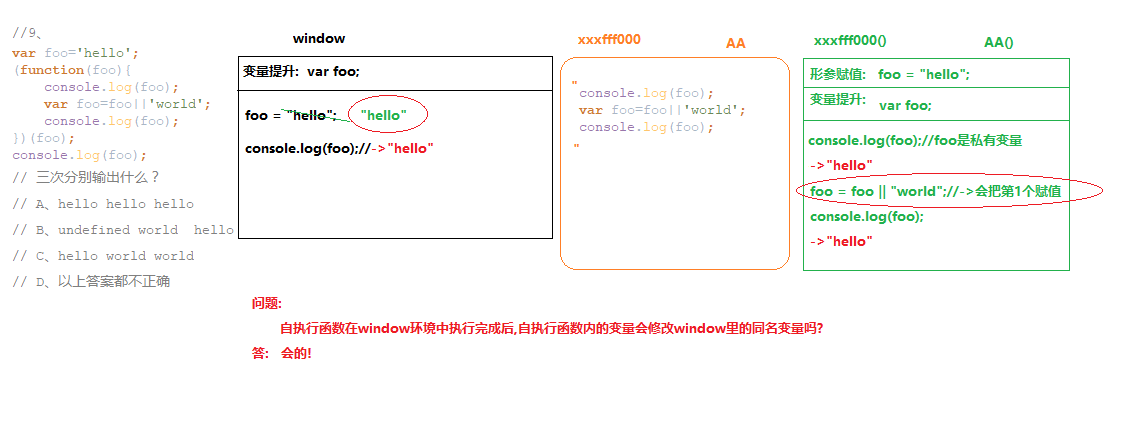 //9、
var foo='hello';
(function(foo){
console.log(foo);
var foo=foo||'world';
console.log(foo);
})(foo);
console.log(foo);
// 三次分别输出什么？
// A、hello hello hello
// B、undefined world  hello
// C、hello world world
// D、以上答案都不正确
window
变量提升:  var foo;
foo = "hello";
"hello"
console.log(foo);//->"hello"
xxxfff000
AA
"
console.log(foo);
var foo=foo||'world';
console.log(foo);
"
xxxfff000()
AA()
形参赋值:  foo = "hello";
变量提升:  var foo;
console.log(foo);//foo是私有变量
->"hello"
foo = foo || "world";//->会把第1个赋值
console.log(foo);
->"hello"
问题:
自执行函数在window环境中执行完成后,自执行函数内的变量会修改window里的同名变量吗?
答:  会的!